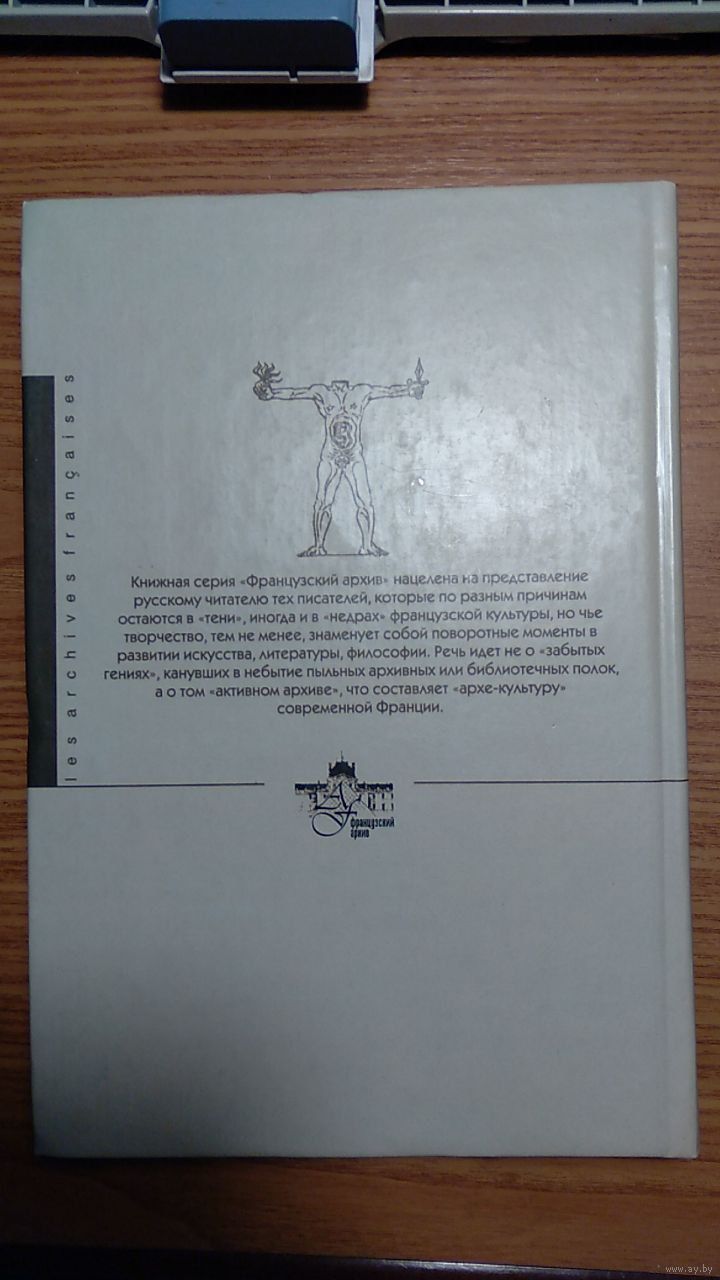 les archives françaises
Книжная серия «Французский архив» нацелена на представление
русскому читателю тех писателей, которые по разным причинам
остаются в «тени», иногда и в «недрах» французской культуры, но чье
творчество, тем не менее, знаменует собой поворотные моменты в
развитии искусства, литературы, философии. Речь идет не о «забытых
гениях», канувших в небытие пыльных архивных или библиотечных полок,
а о том «активном архиве», что составляет «архе-культуру»
современной Франции.
французский
архив
www.ay.by